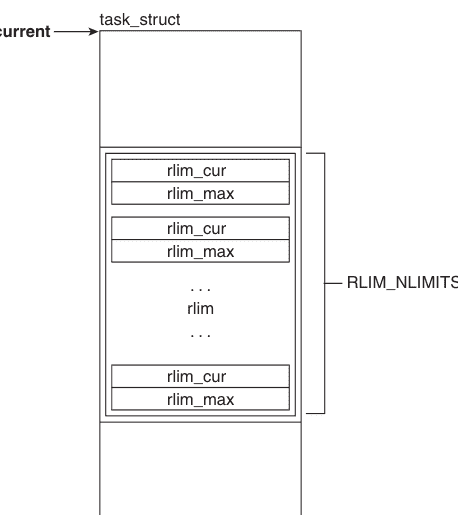 task_struct
current
rlim_cur
rlim_max
rlim_cur
rlim_max
...
RLIM_NLIMITS
rlim
...
rlim_cur
rlim_max